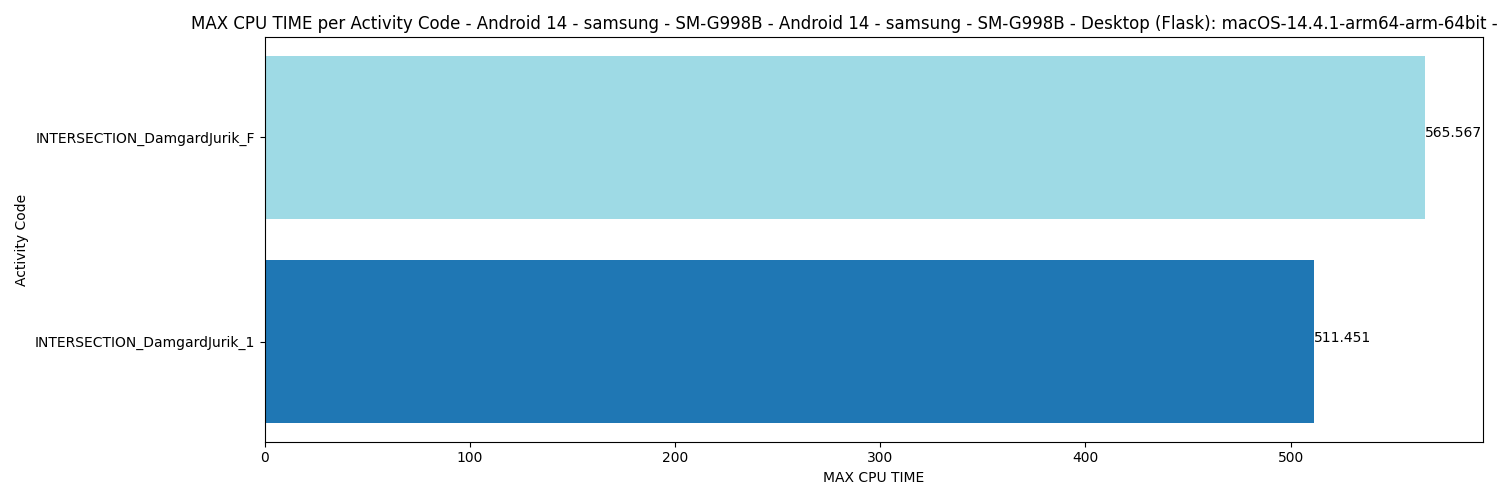 MAX CPU TIME per Activity Code - Android 14 - samsung - SM-G998B - Android 14 - samsung - SM-G998B - Desktop (Flask): macOS-14.4.1-arm64-arm-64bit -
INTERSECTION_DamgardJurik_F
565.567
Activity Code
INTERSECTION_DamgardJurik_1
511.451
0 100 200 300 400 500
MAX CPU TIME